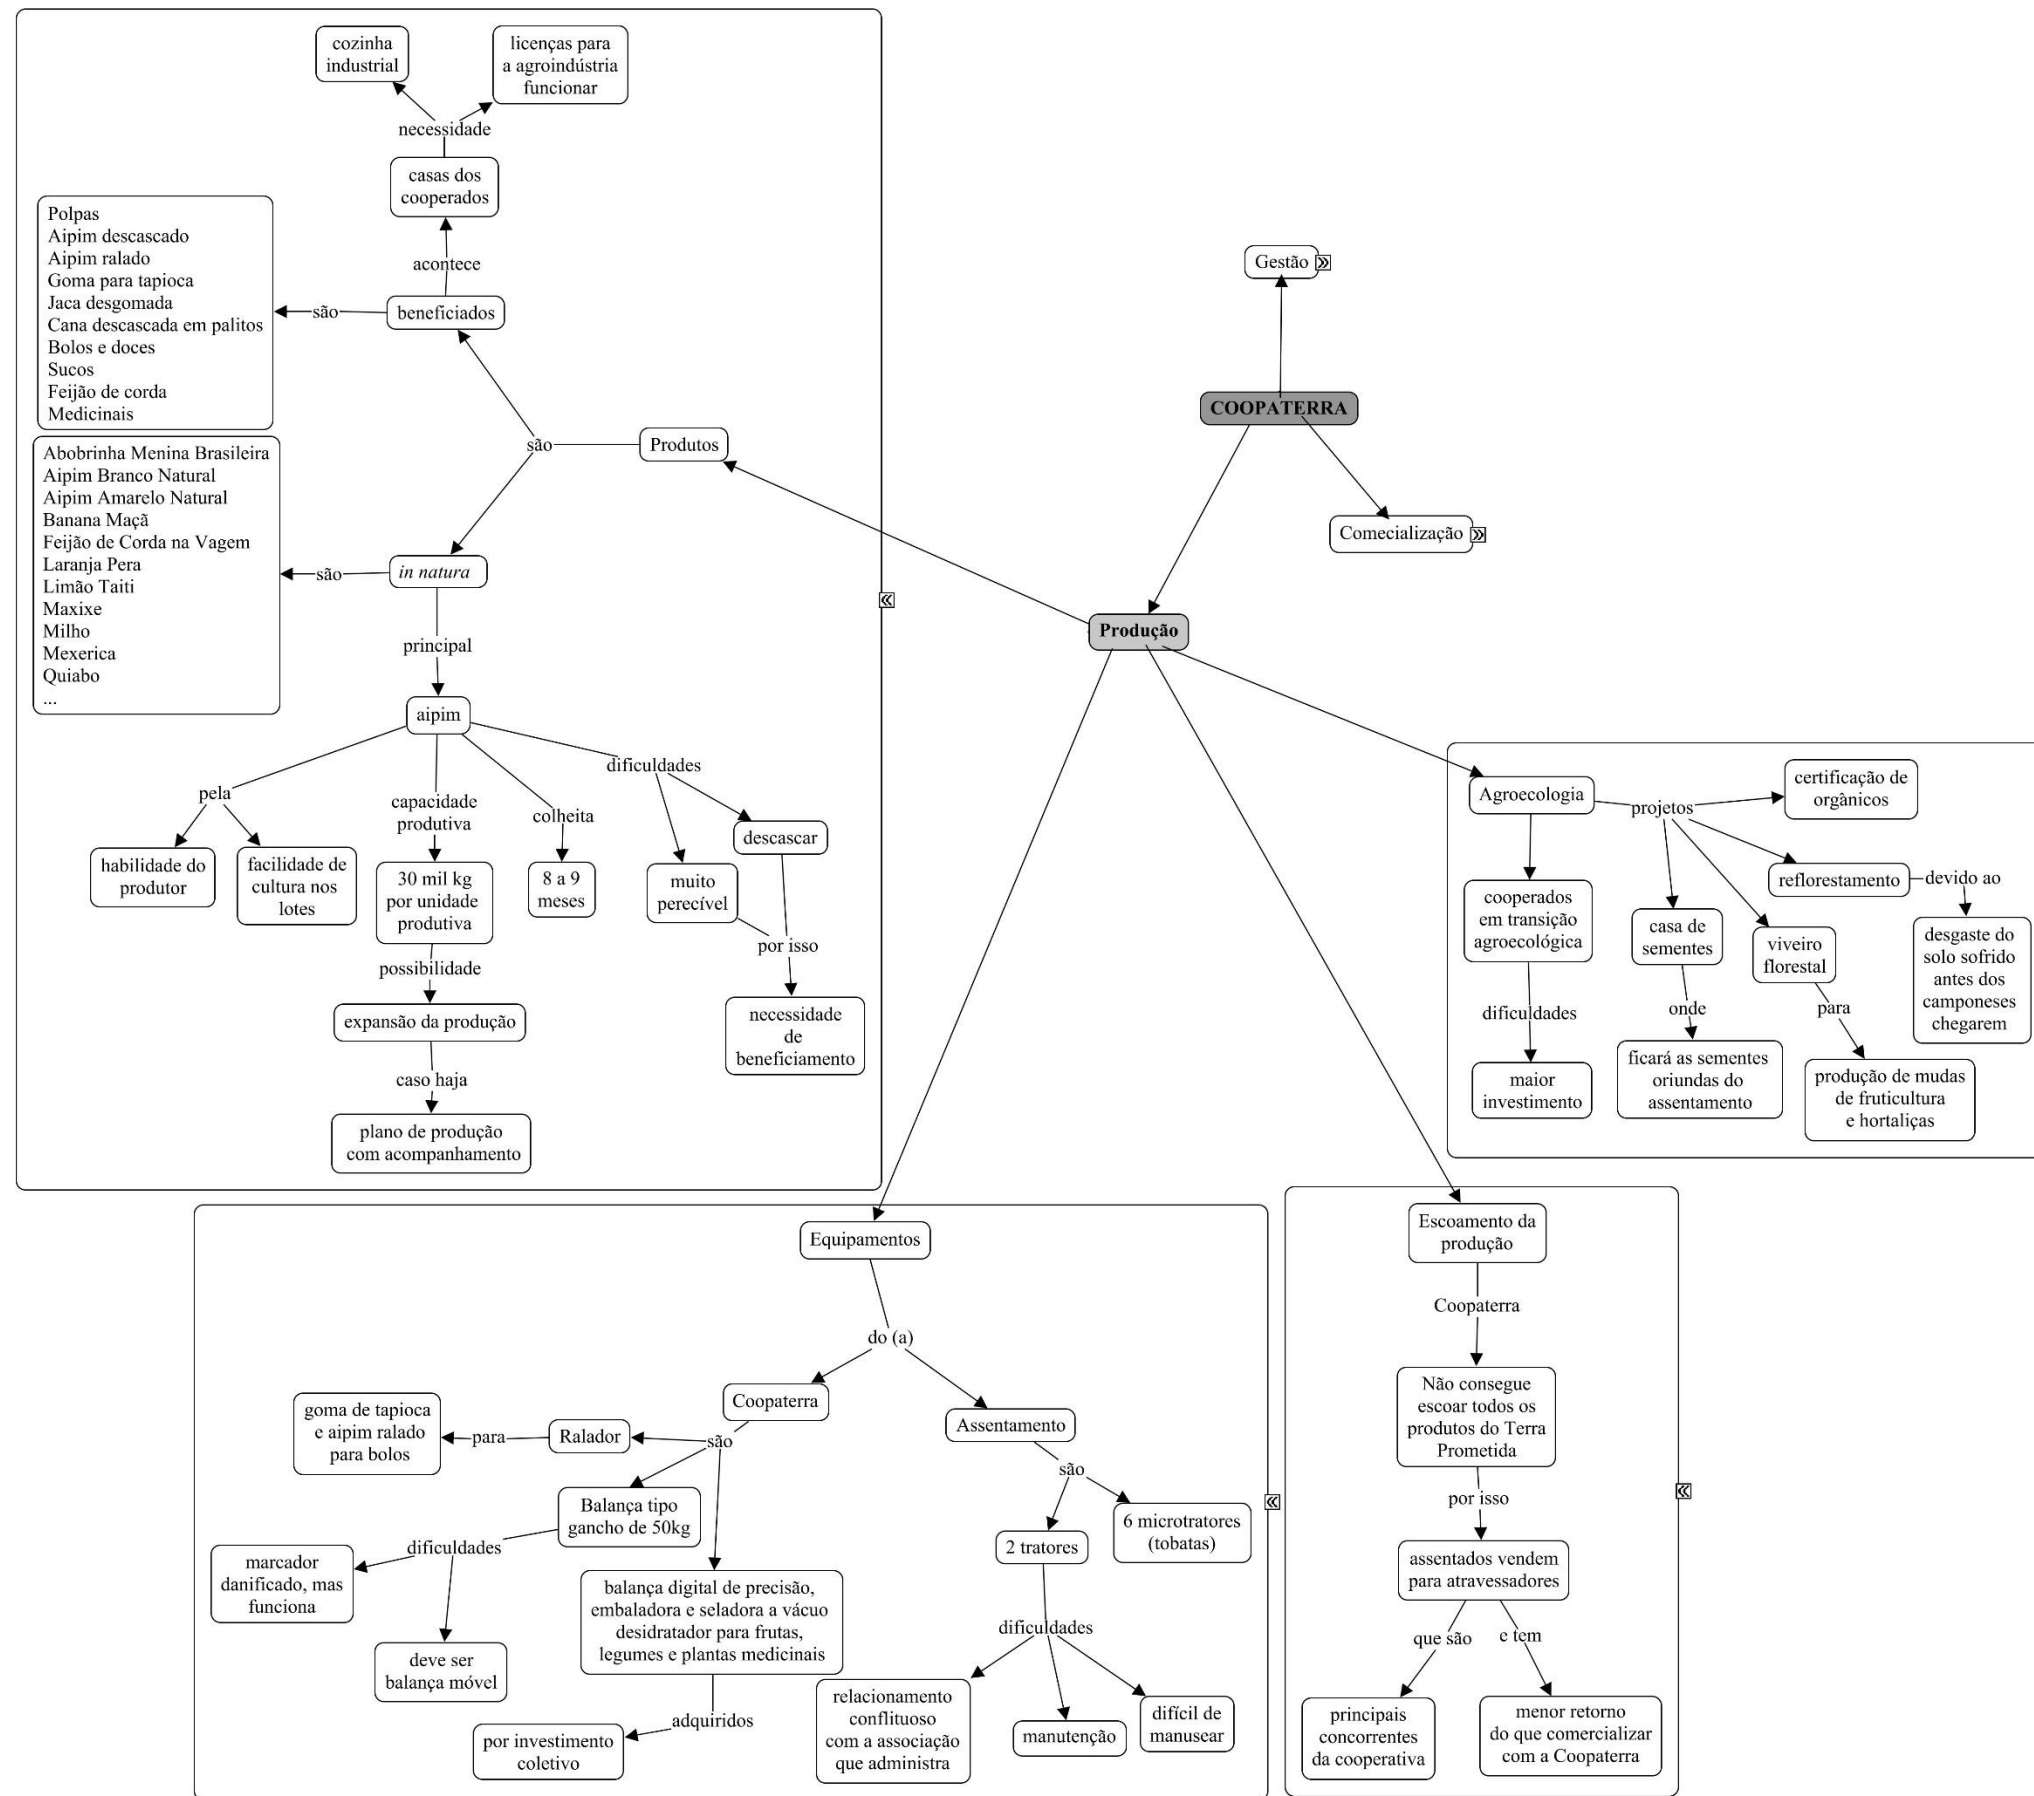 cozinha
industrial
licenças para
a agroindústria
funcionar
necessidade
casas dos
cooperados
acontece
beneficiados
são
Polpas
Aipim descascado
Aipim ralado
Goma para tapioca
Jaca desgomada
Cana descascada em palitos
Bolos e doces
Sucos
Feijão de corda
Medicinais
são
Produtos
Abobrinha Menina Brasileira
Aipim Branco Natural
Aipim Amarelo Natural
Banana Maçã
Feijão de Corda na Vagem
Laranja Pera
Limão Taiti
Maxixe
Milho
Mexerica
Quiabo
...
são
in natura
principal
aipim
pela
habilidade do
produtor
facilidade de
cultura nos
lotes
capacidade
produtiva
30 mil kg
por unidade
produtiva
possibilidade
expansão da produção
caso haja
plano de produção
com acompanhamento
colheita
8 a 9
meses
dificuldades
muito
perecível
descascar
por isso
necessidade
de
beneficiamento
Gestão
COOPATERRA
Comecialização
Produção
Agroecologia
projetos
certificação de
orgânicos
reflorestamento
devido ao
desgaste do
solo sofrido
antes dos
camponeses
chegarem
cooperados
em transição
agroecológica
dificuldades
maior
investimento
casa de
sementes
onde
ficará as sementes
oriundas do
assentamento
viveiro
florestal
para
produção de mudas
de fruticultura
e hortaliças
Equipamentos
do (a)
Coopaterra
são
Ralador
para
goma de tapioca
e aipim ralado
para bolos
Balança tipo
gancho de 50kg
dificuldades
marcador
danificado, mas
funciona
deve ser
balança móvel
balança digital de precisão,
embaladora e seladora a vácuo
desidratador para frutas,
legumes e plantas medicinais
adquiridos
por investimento
coletivo
Assentamento
são
2 tratores
6 microtratores
(tobatas)
dificuldades
relacionamento
conflituoso
com a associação
que administra
manutenção
difícil de
manusear
Escoamento da
produção
Coopaterra
Não consegue
escoar todos os
produtos do Terra
Prometida
por isso
assentados vendem
para atravessadores
que são
e tem
principais
concorrentes
da cooperativa
menor retorno
do que comercializar
com a Coopaterra